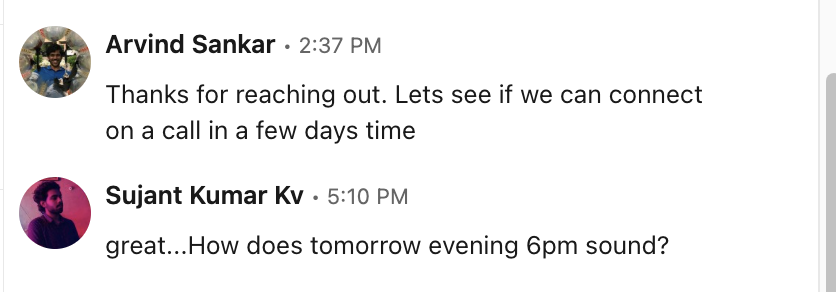 Arvind Sankar • 2:37 PM
Thanks for reaching out. Lets see if we can connect
on a call in a few days time
Sujant Kumar Kv • 5:10 PM
great...How does tomorrow evening 6pm sound?